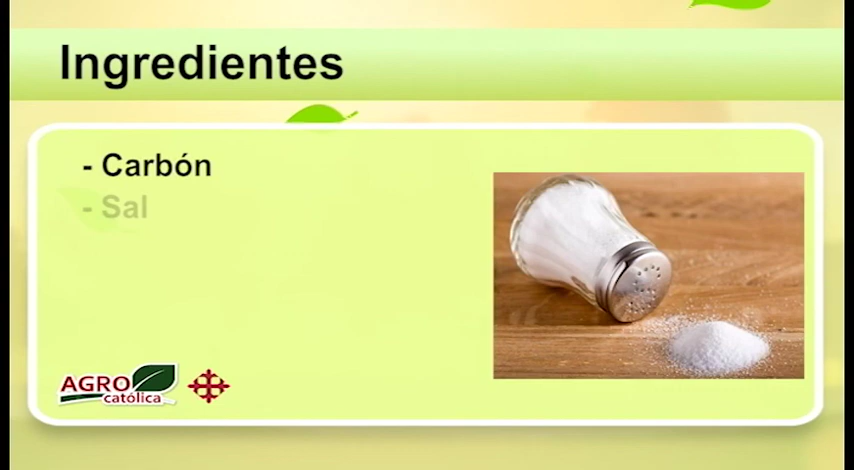 Ingredientes
- Carbón
- Sal
AGRO
católica